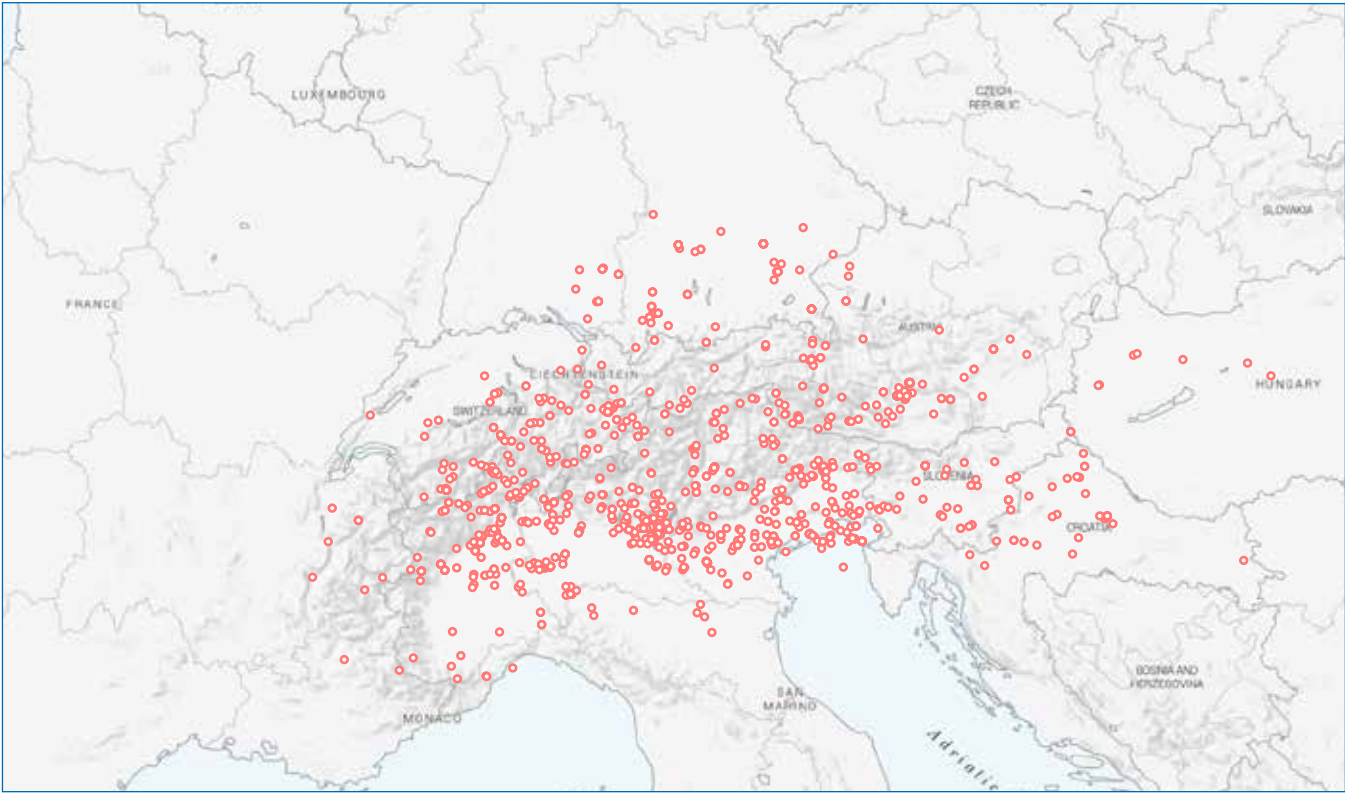 LUXEMBOURG
CZECH
REPUBLIC
SLOVAKIA
FRANCE
AUSTRIA
LIECHTENSTEIN
HUNGARY
SWITZERLAND
SLOVENIA
CROATIA
BOSNIA AND
HERZEGOVINA
SAN
MARINO
MONACO
Adriatic